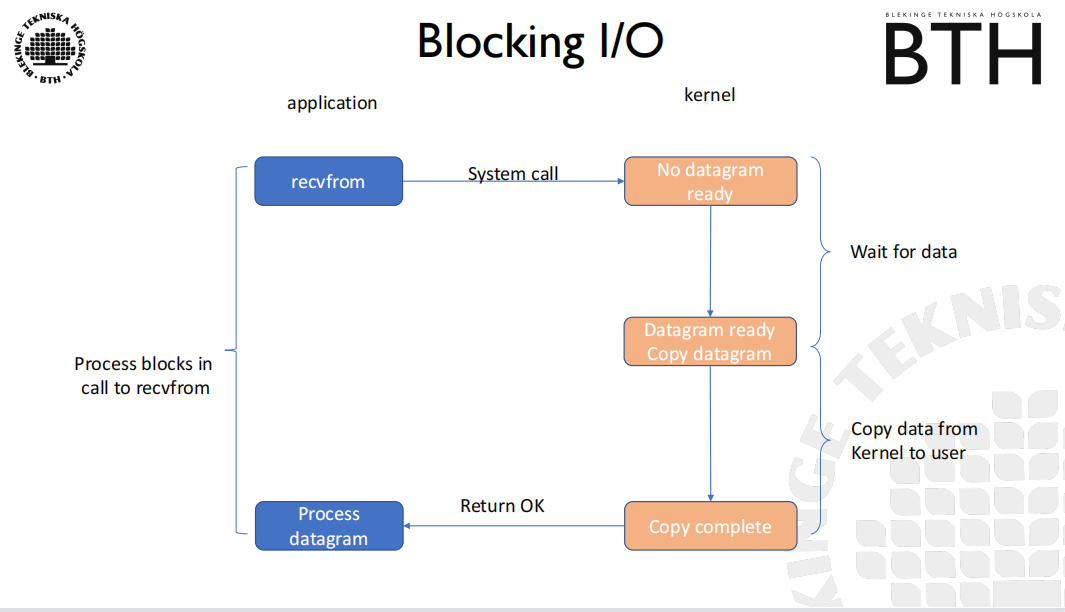 BLEKINGE TEKNISKA HÖGSKOLA
· BTH ·
Blocking I/O
BLEKINGE TEKNISKA HÖGSKOLA
BTH
application
kernel
recvfrom
System call
No datagram
ready
Wait for data
Datagram ready
Copy datagram
Process blocks in
call to recvfrom
Copy data from
Kernel to user
Return OK
Process
datagram
Copy complete
INGE TEKNIS